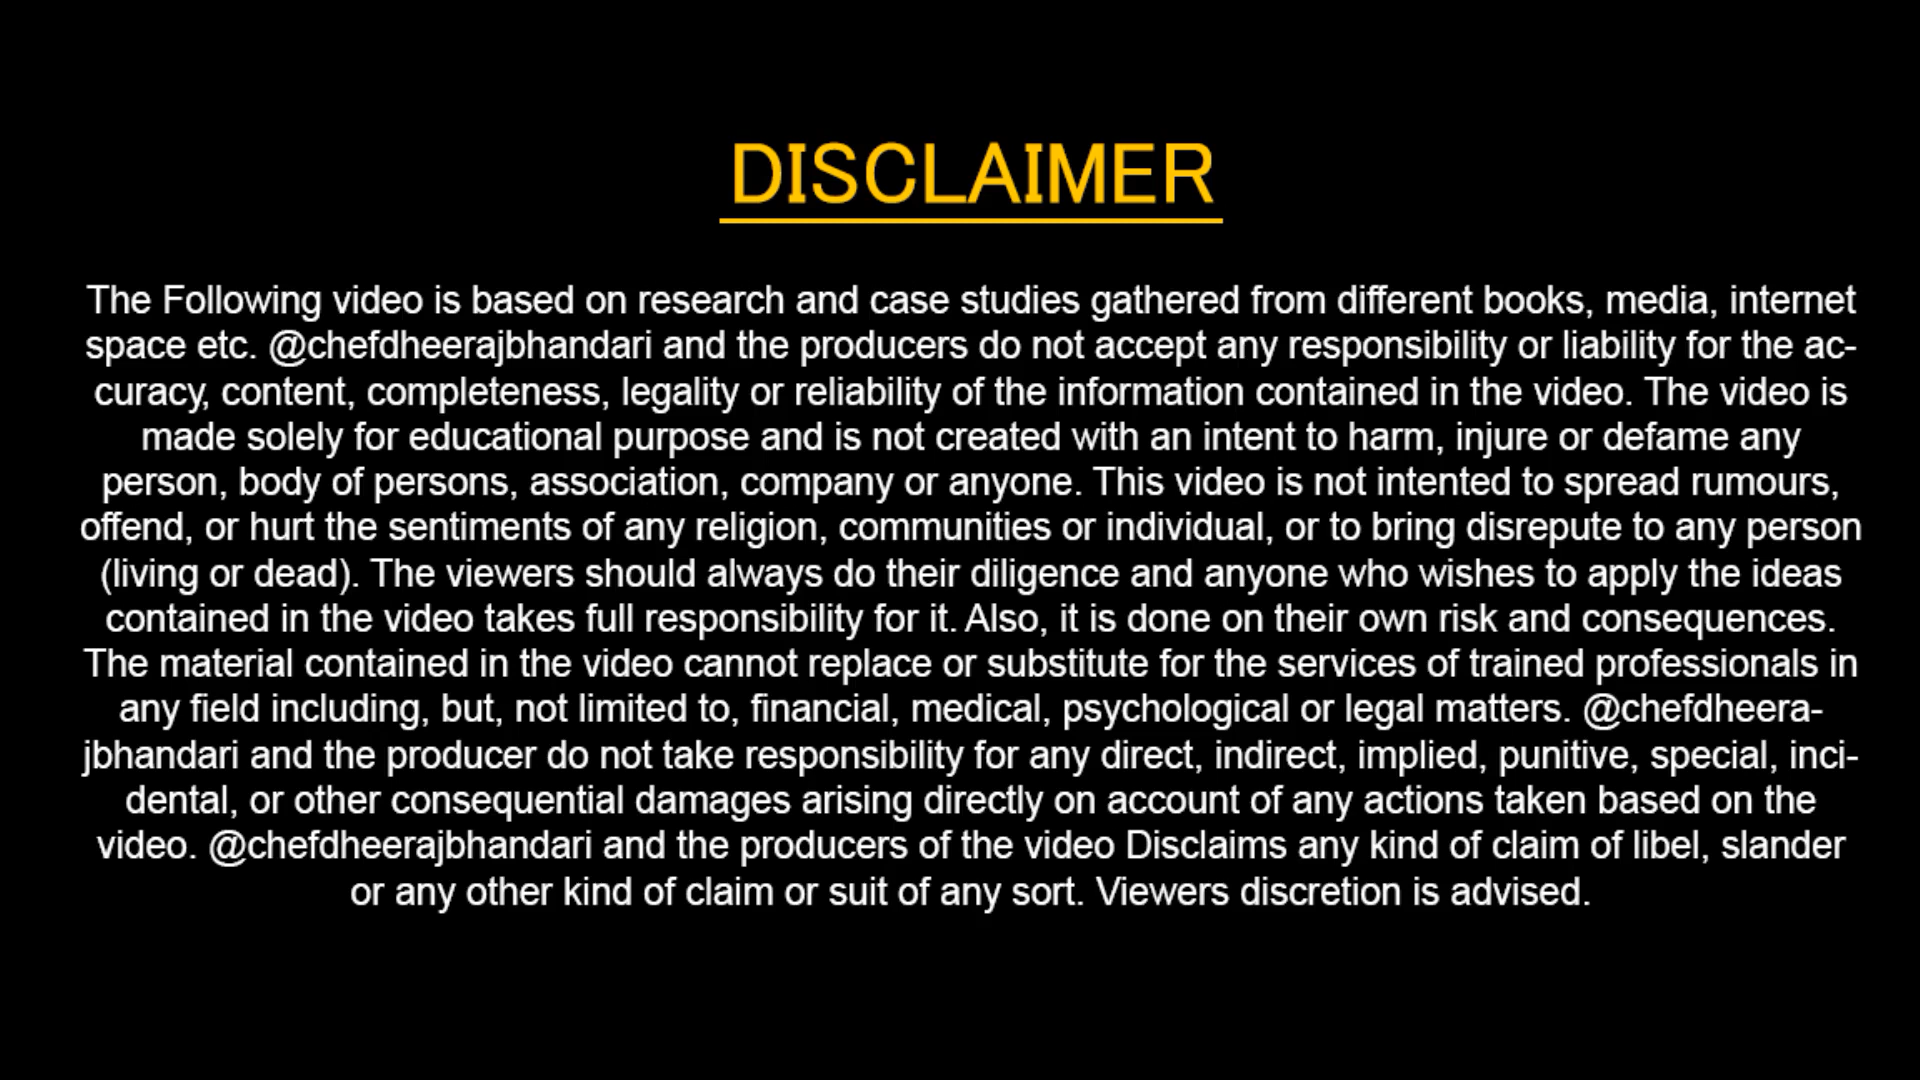 DISCLAIMER
The Following video is based on research and case studies gathered from different books, media, internet
space etc. @chefdheerajbhandari and the producers do not accept any responsibility or liability for the ac-
curacy, content, completeness, legality or reliability of the information contained in the video. The video is
made solely for educational purpose and is not created with an intent to harm, injure or defame any
person, body of persons, association, company or anyone. This video is not intented to spread rumours,
offend, or hurt the sentiments of any religion, communities or individual, or to bring disrepute to any person
(living or dead). The viewers should always do their diligence and anyone who wishes to apply the ideas
contained in the video takes full responsibility for it. Also, it is done on their own risk and consequences.
The material contained in the video cannot replace or substitute for the services of trained professionals in
any field including, but, not limited to, financial, medical, psychological or legal matters. @chefdheera-
jbhandari and the producer do not take responsibility for any direct, indirect, implied, punitive, special, inci-
dental, or other consequential damages arising directly on account of any actions taken based on the
video. @chefdheerajbhandari and the producers of the video Disclaims any kind of claim of libel, slander
or any other kind of claim or suit of any sort. Viewers discretion is advised.